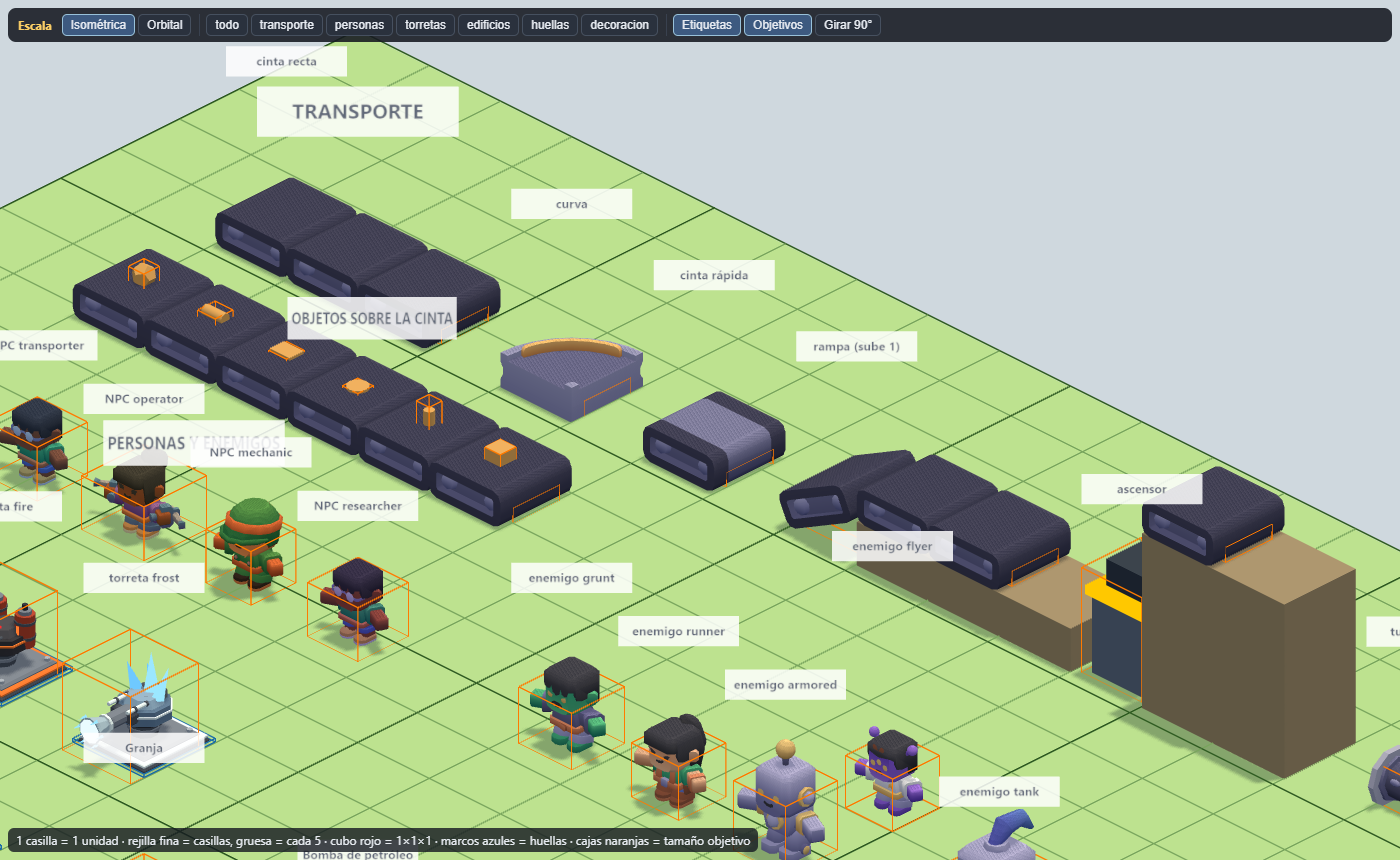 Escala Isométrica Orbital todo transporte personas torretas edificios huellas decoracion Etiquetas Objetivos Girar 90°
cinta recta
TRANSPORTE
curva
cinta rápida
OBJETOS SOBRE LA CINTA
PC transporter
rampa (sube 1)
NPC operator
PERSONAS Y ENEMIGOS
NPC mechanic
ascensor
ta fire
NPC researcher
enemigo flyer
torreta frost
enemigo grunt
enemigo runner
tu
enemigo armored
Granja
enemigo tank
1 casilla = 1 unidad · rejilla fina = casillas, gruesa = cada 5 · cubo rojo = 1×1×1 · marcos azules = huellas · cajas naranjas = tamaño objetivo
Bomba de petróleo